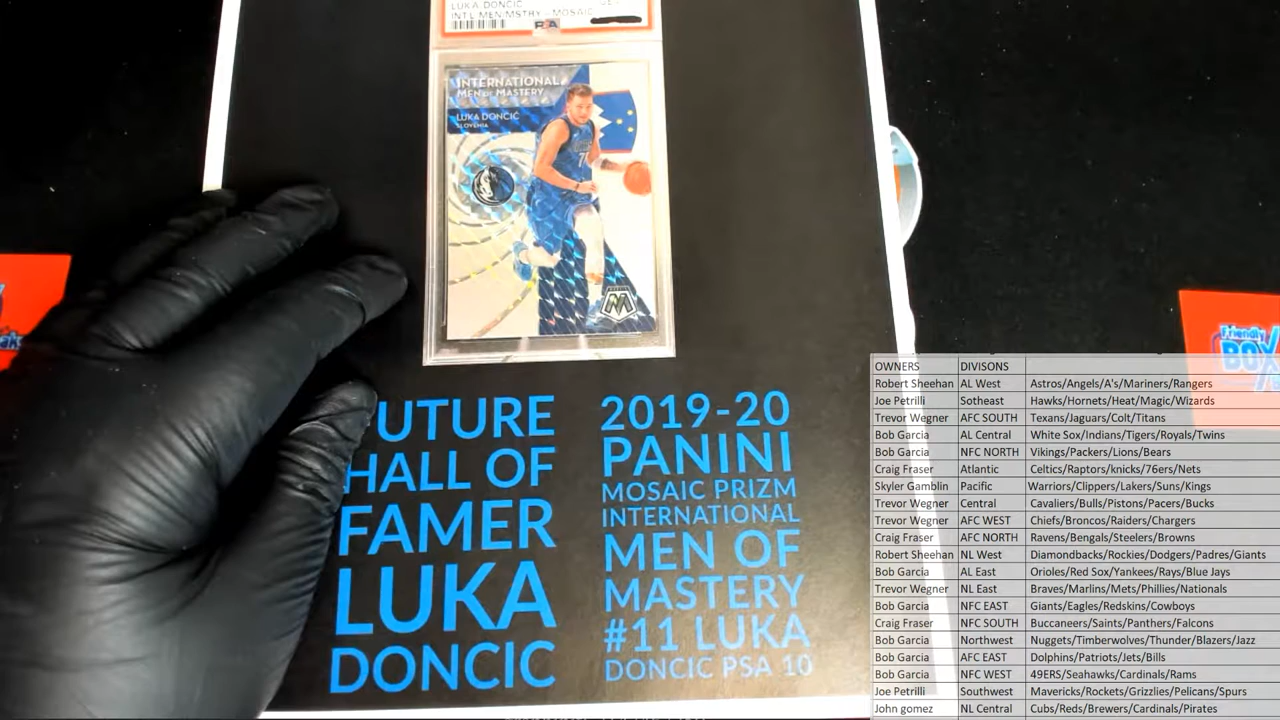 LUKA DONCIC
INT'L MEN/MSTRY - MOSAIC
PSA
INTERNATIONAL
MEN OF MASTERY
LUKA DONCIC
SLOVENIA
M
FUTURE
HALL OF
FAMER
LUKA
DONCIC
2019-20
PANINI
MOSAIC PRIZM
INTERNATIONAL
MEN OF
MASTERY
#11 LUKA
DONCIC PSA 10
Friendly
BOX
OWNERS DIVISONS
Robert Sheehan AL West Astros/Angels/A's/Mariners/Rangers
Joe Petrilli Sotheast Hawks/Hornets/Heat/Magic/Wizards
Trevor Wegner AFC SOUTH Texans/Jaguars/Colt/Titans
Bob Garcia AL Central White Sox/Indians/Tigers/Royals/Twins
Bob Garcia NFC NORTH Vikings/Packers/Lions/Bears
Craig Fraser Atlantic Celtics/Raptors/knicks/76ers/Nets
Skyler Gamblin Pacific Warriors/Clippers/Lakers/Suns/Kings
Trevor Wegner Central Cavaliers/Bulls/Pistons/Pacers/Bucks
Trevor Wegner AFC WEST Chiefs/Broncos/Raiders/Chargers
Craig Fraser AFC NORTH Ravens/Bengals/Steelers/Browns
Robert Sheehan NL West Diamondbacks/Rockies/Dodgers/Padres/Giants
Bob Garcia AL East Orioles/Red Sox/Yankees/Rays/Blue Jays
Trevor Wegner NL East Braves/Marlins/Mets/Phillies/Nationals
Bob Garcia NFC EAST Giants/Eagles/Redskins/Cowboys
Craig Fraser NFC SOUTH Buccaneers/Saints/Panthers/Falcons
Bob Garcia Northwest Nuggets/Timberwolves/Thunder/Blazers/Jazz
Bob Garcia AFC EAST Dolphins/Patriots/Jets/Bills
Bob Garcia NFC WEST 49ERS/Seahawks/Cardinals/Rams
Joe Petrilli Southwest Mavericks/Rockets/Grizzlies/Pelicans/Spurs
John gomez NL Central Cubs/Reds/Brewers/Cardinals/Pirates